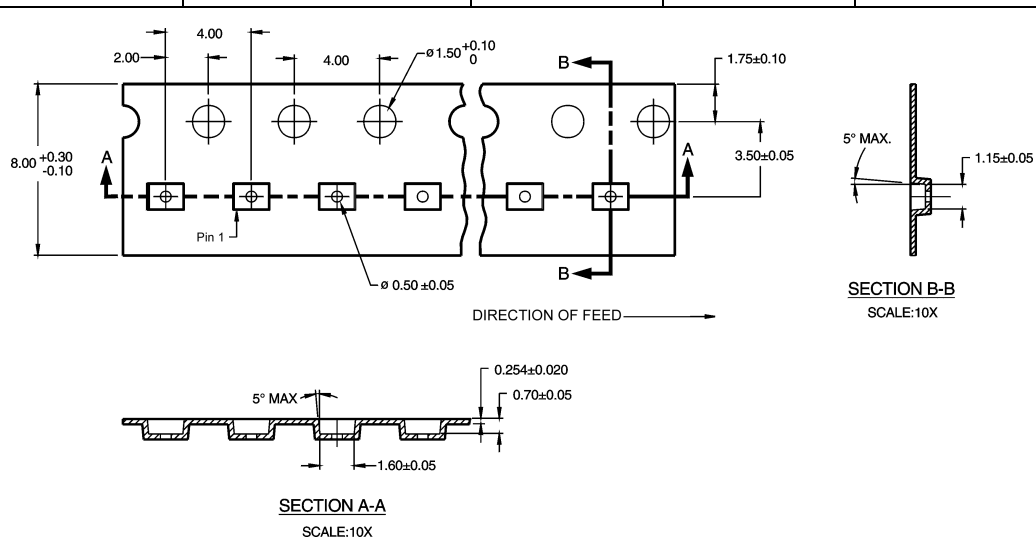 4.00
2.00
4.00
ø1.50 +0.10
0
B
1.75±0.10
8.00 +0.30
-0.10
A
A
3.50±0.05
5° MAX.
1.15±0.05
Pin 1
B
ø 0.50 ±0.05
SECTION B-B
SCALE:10X
DIRECTION OF FEED
0.254±0.020
5° MAX
0.70±0.05
1.60±0.05
SECTION A-A
SCALE:10X